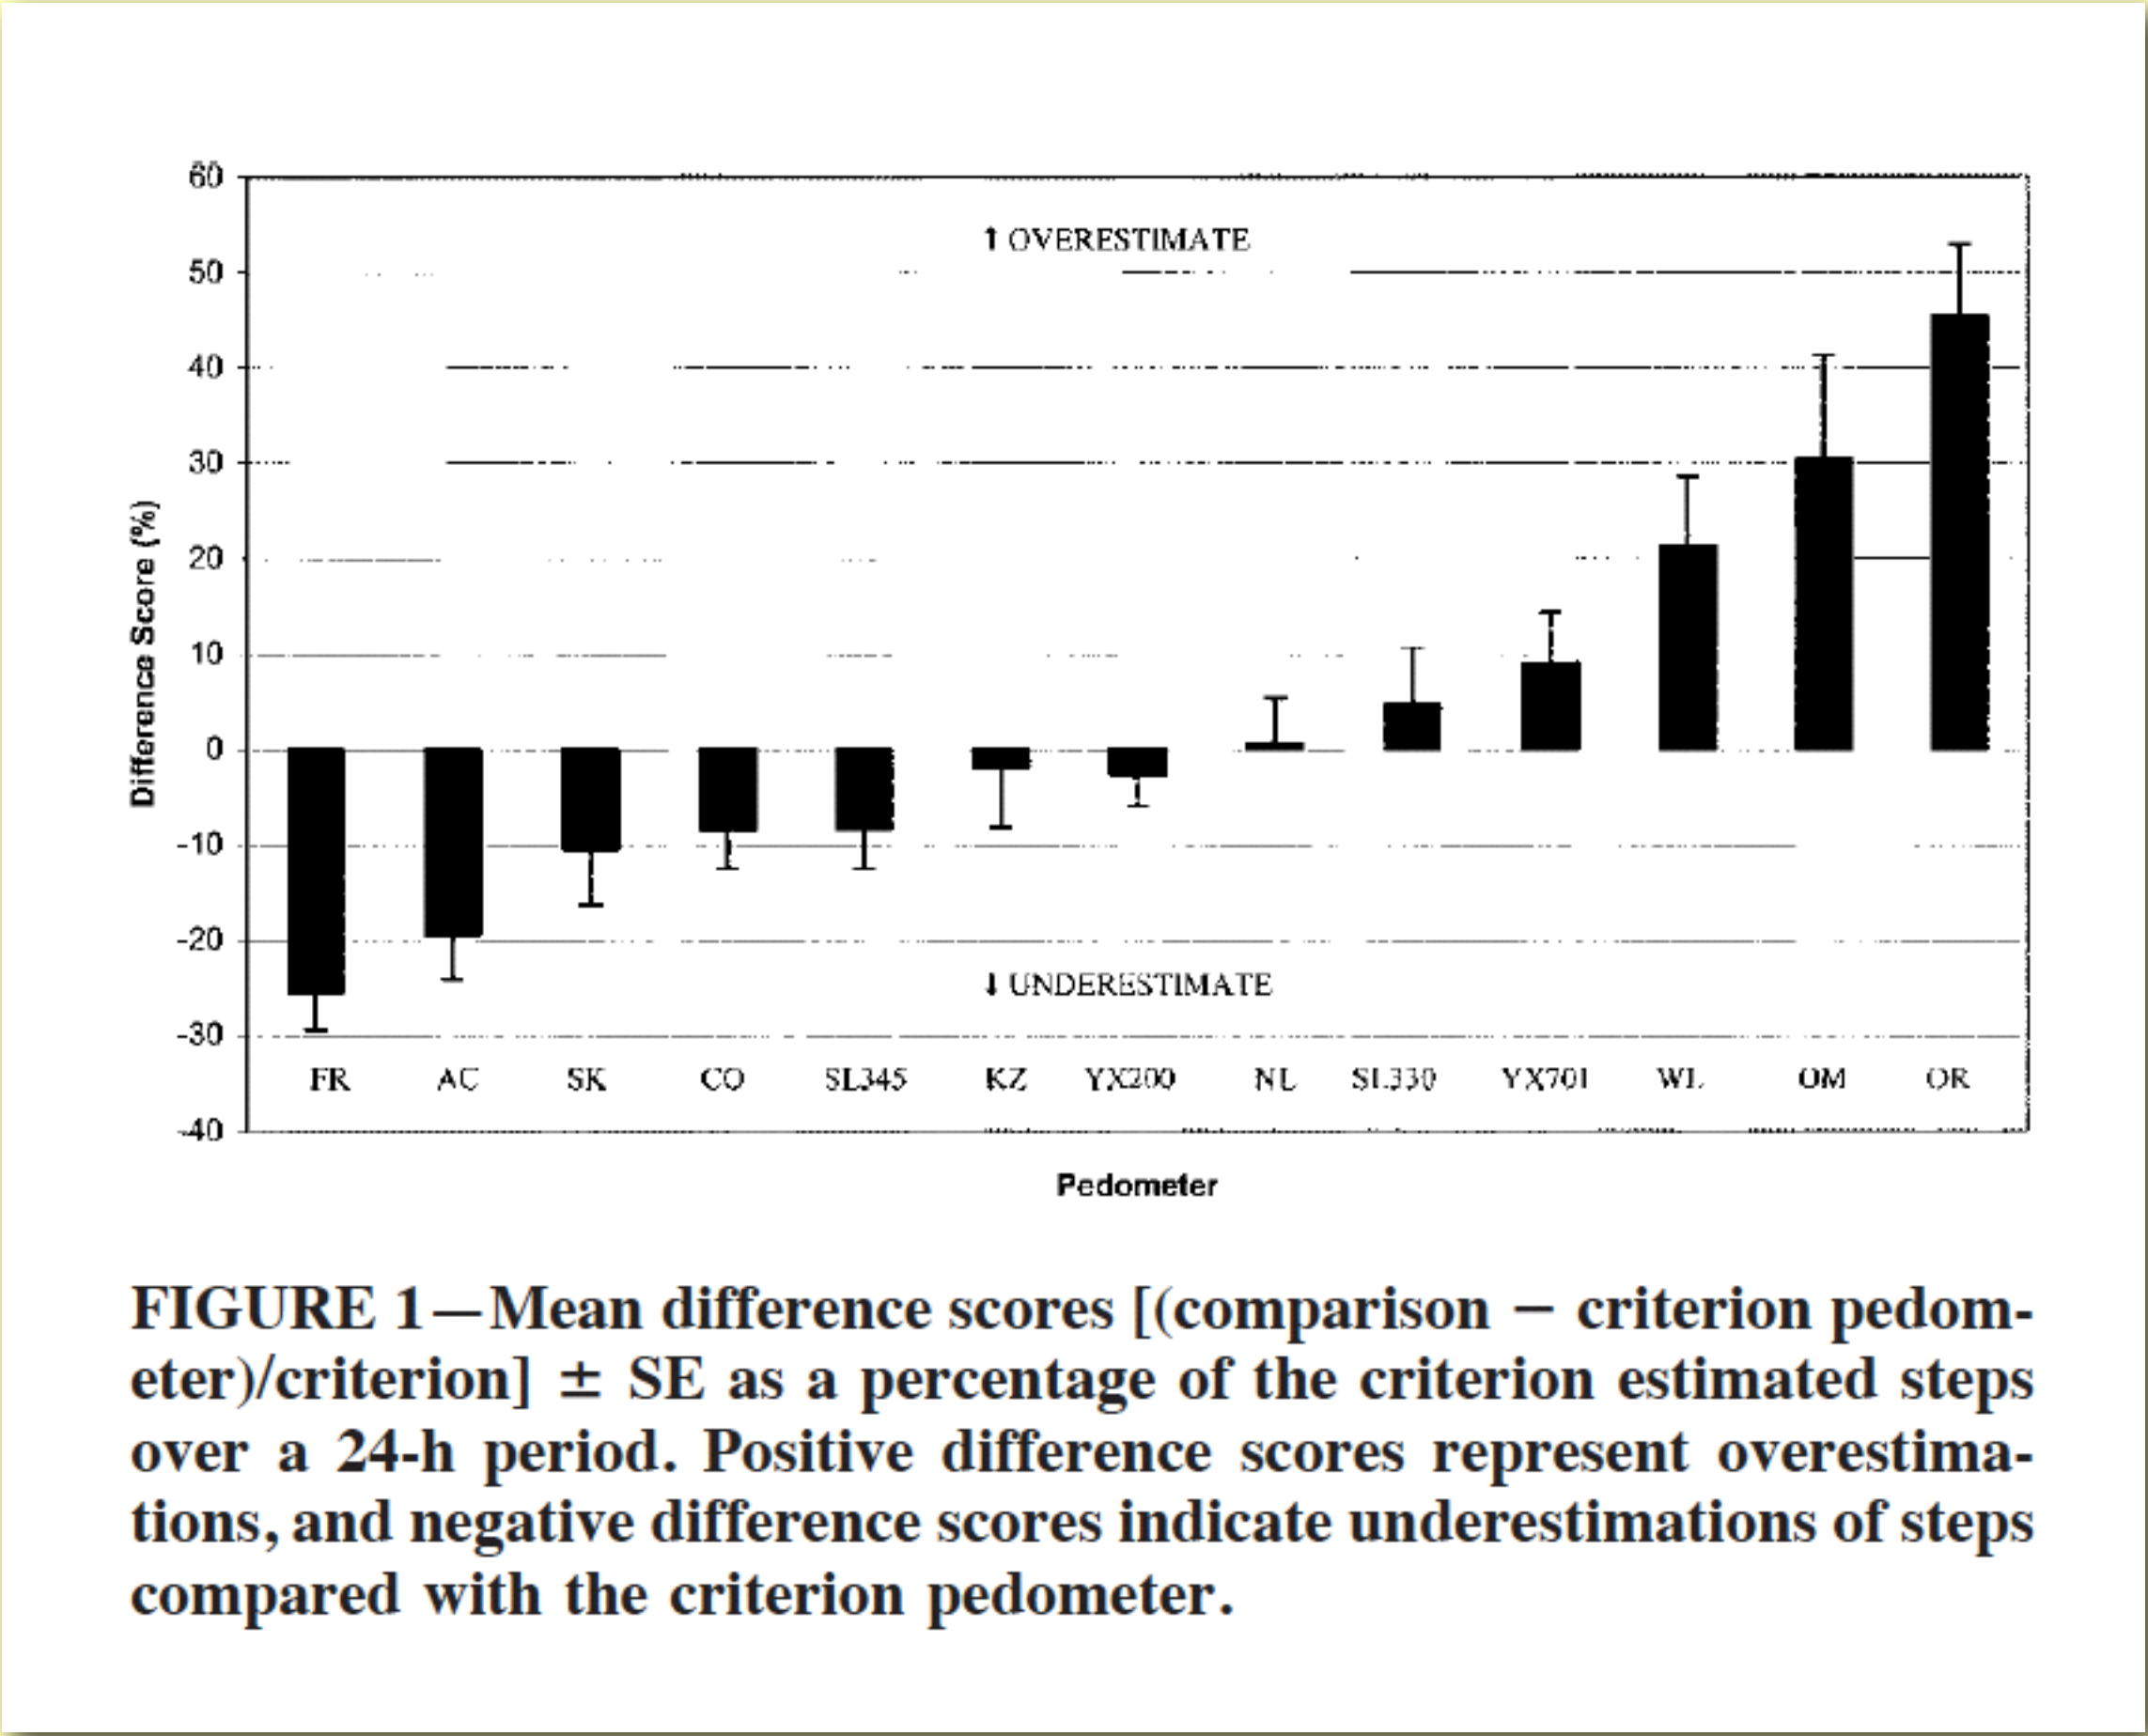 60
↑ OVERESTIMATE
50
40
30
20
10
0
-10
-20
↓ UNDERESTIMATE
-30
FR AC SK CO SL345 KZ YX200 NL SL330 YX701 WL OM OR
-40
Difference Score (%)
Pedometer
FIGURE 1—Mean difference scores [(comparison − criterion pedom-
eter)/criterion] ± SE as a percentage of the criterion estimated steps
over a 24-h period. Positive difference scores represent overestima-
tions, and negative difference scores indicate underestimations of steps
compared with the criterion pedometer.